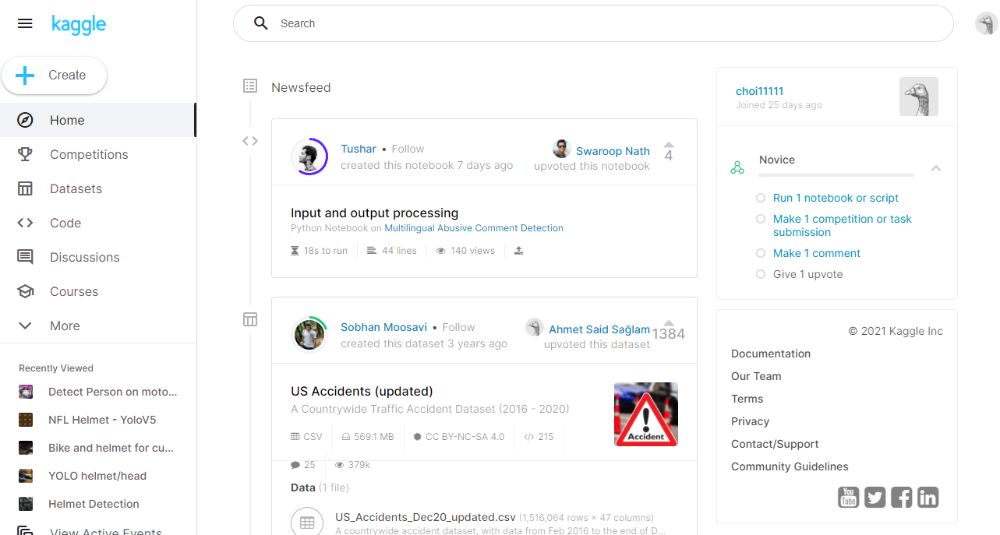 kaggle
Search
Create
Home
Competitions
Datasets
Code
Discussions
Courses
More
Recently Viewed
Detect Person on moto...
NFL Helmet - YoloV5
Bike and helmet for cu...
YOLO helmet/head
Helmet Detection
View Active Events
Newsfeed
Tushar • Follow
created this notebook 7 days ago
Swaroop Nath
upvoted this notebook
4
Input and output processing
Python Notebook on Multilingual Abusive Comment Detection
18s to run
44 lines
140 views
Sobhan Moosavi • Follow
created this dataset 3 years ago
Ahmet Said Sağlam
upvoted this dataset
1384
US Accidents (updated)
A Countrywide Traffic Accident Dataset (2016 - 2020)
Accident
CSV
569.1 MB
CC BY-NC-SA 4.0
215
25
379k
Data (1 file)
US_Accidents_Dec20_updated.csv (1,516,064 rows × 47 columns)
A countrywide accident dataset, with data from Feb 2016 to the end of D...
choi11111
Joined 25 days ago
Novice
Run 1 notebook or script
Make 1 competition or task
submission
Make 1 comment
Give 1 upvote
© 2021 Kaggle Inc
Documentation
Our Team
Terms
Privacy
Contact/Support
Community Guidelines
You
Tube